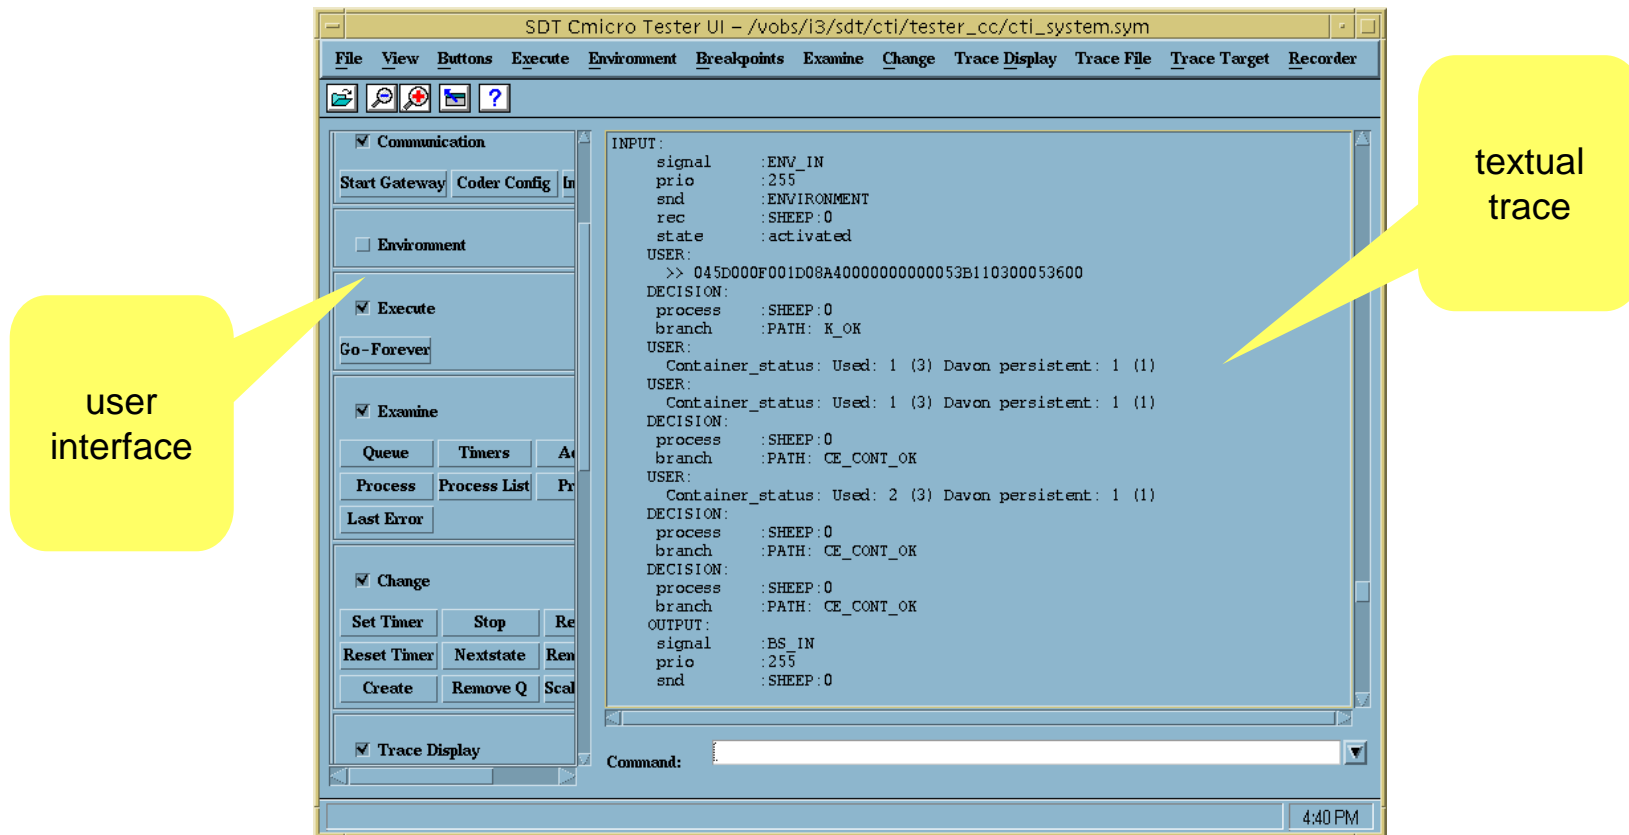 SDT Cmicro Tester UI – /vobs/i3/sdt/cti/tester_cc/cti_system.sym
File View Buttons Execute Environment Breakpoints Examine Change Trace Display Trace File Trace Target Recorder
?
Communication
Start Gateway Coder Config In
Environment
Execute
Go-Forever
Examine
Queue Timers
Process Process List Pr
Last Error
Change
Set Timer Stop Re
Reset Timer Nextstate Ren
Create Remove Q Scal
Trace Display
INPUT:
signal :ENV_IN
prio :255
snd :ENVIRONMENT
rec :SHEEP:0
state :activated
USER:
>> 045D000F001D08A40000000000053B110300053600
DECISION:
process :SHEEP:0
branch :PATH: K_OK
USER:
Container_status: Used: 1 (3) Davon persistent: 1 (1)
USER:
Container_status: Used: 1 (3) Davon persistent: 1 (1)
DECISION:
process :SHEEP:0
branch :PATH: CE_CONT_OK
USER:
Container_status: Used: 2 (3) Davon persistent: 1 (1)
DECISION:
process :SHEEP:0
branch :PATH: CE_CONT_OK
DECISION:
process :SHEEP:0
branch :PATH: CE_CONT_OK
OUTPUT:
signal :BS_IN
prio :255
snd :SHEEP:0
Command:
4:40 PM
user
interface
textual
trace